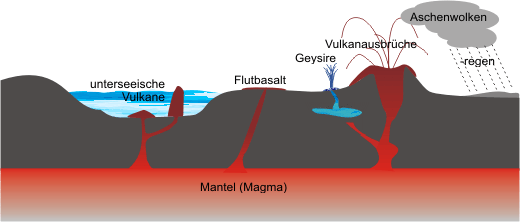 Aschenwolken
-regen
Vulkanausbrüche
Geysire
Flutbasalt
unterseeische
Vulkane
Mantel (Magma)